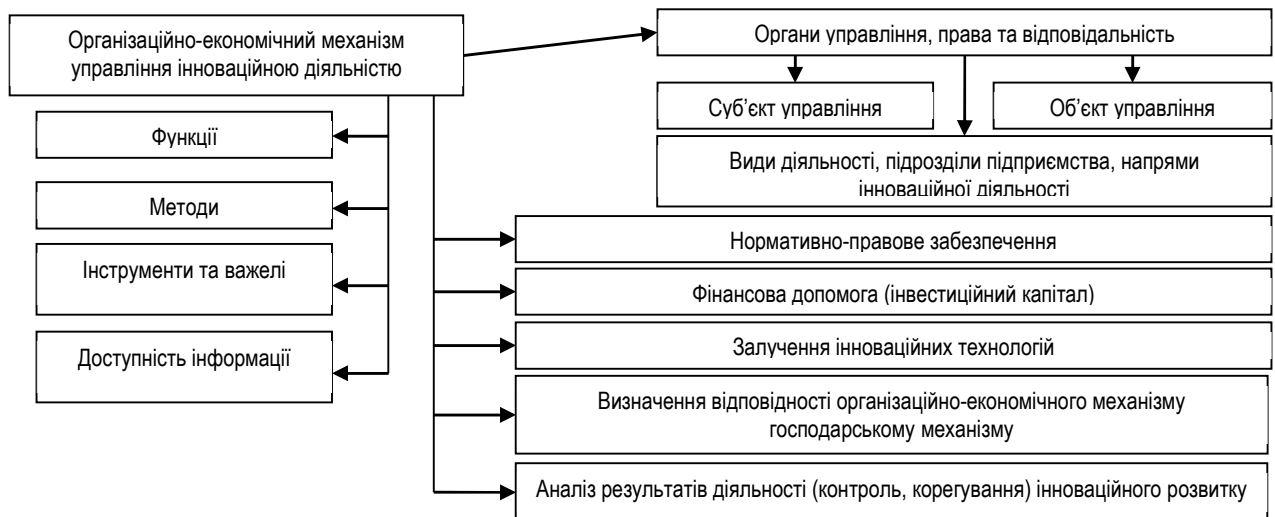 Організаційно-економічний механізм
управління інноваційною діяльністю
Органи управління, права та відповідальність
Суб’єкт управління
Об’єкт управління
Види діяльності, підрозділи підприємства, напрями
інноваційної діяльності
Функції
Методи
Інструменти та важелі
Доступність інформації
Нормативно-правове забезпечення
Фінансова допомога (інвестиційний капітал)
Залучення інноваційних технологій
Визначення відповідності організаційно-економічного механізму
господарському механізму
Аналіз результатів діяльності (контроль, корегування) інноваційного розвитку